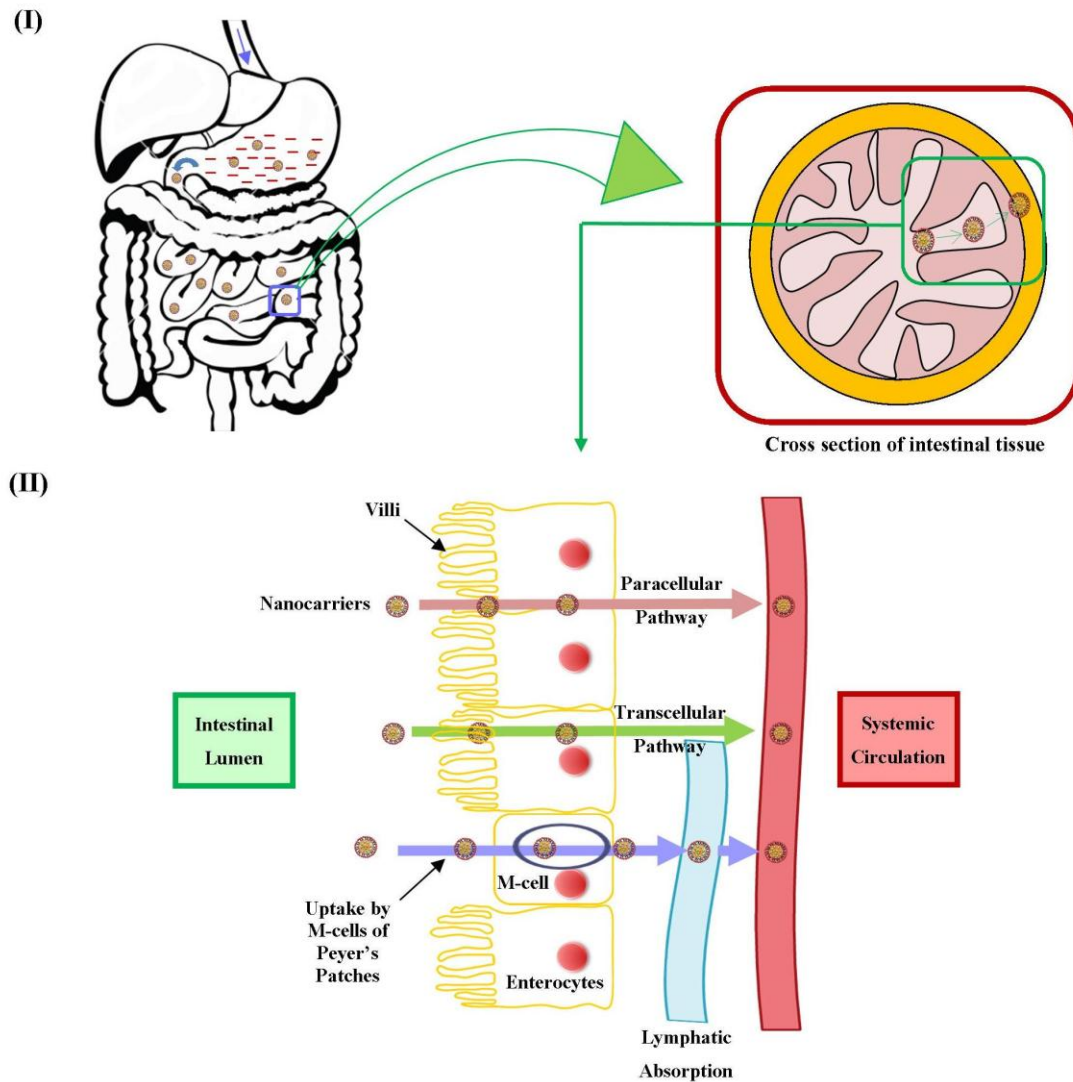 (I)
Cross section of intestinal tissue
(II)
Villi
Nanocarriers
Paracellular
Pathway
Intestinal
Lumen
Transcellular
Pathway
Systemic
Circulation
M-cell
Uptake by
M-cells of
Peyer's
Patches
Enterocytes
Lymphatic
Absorption